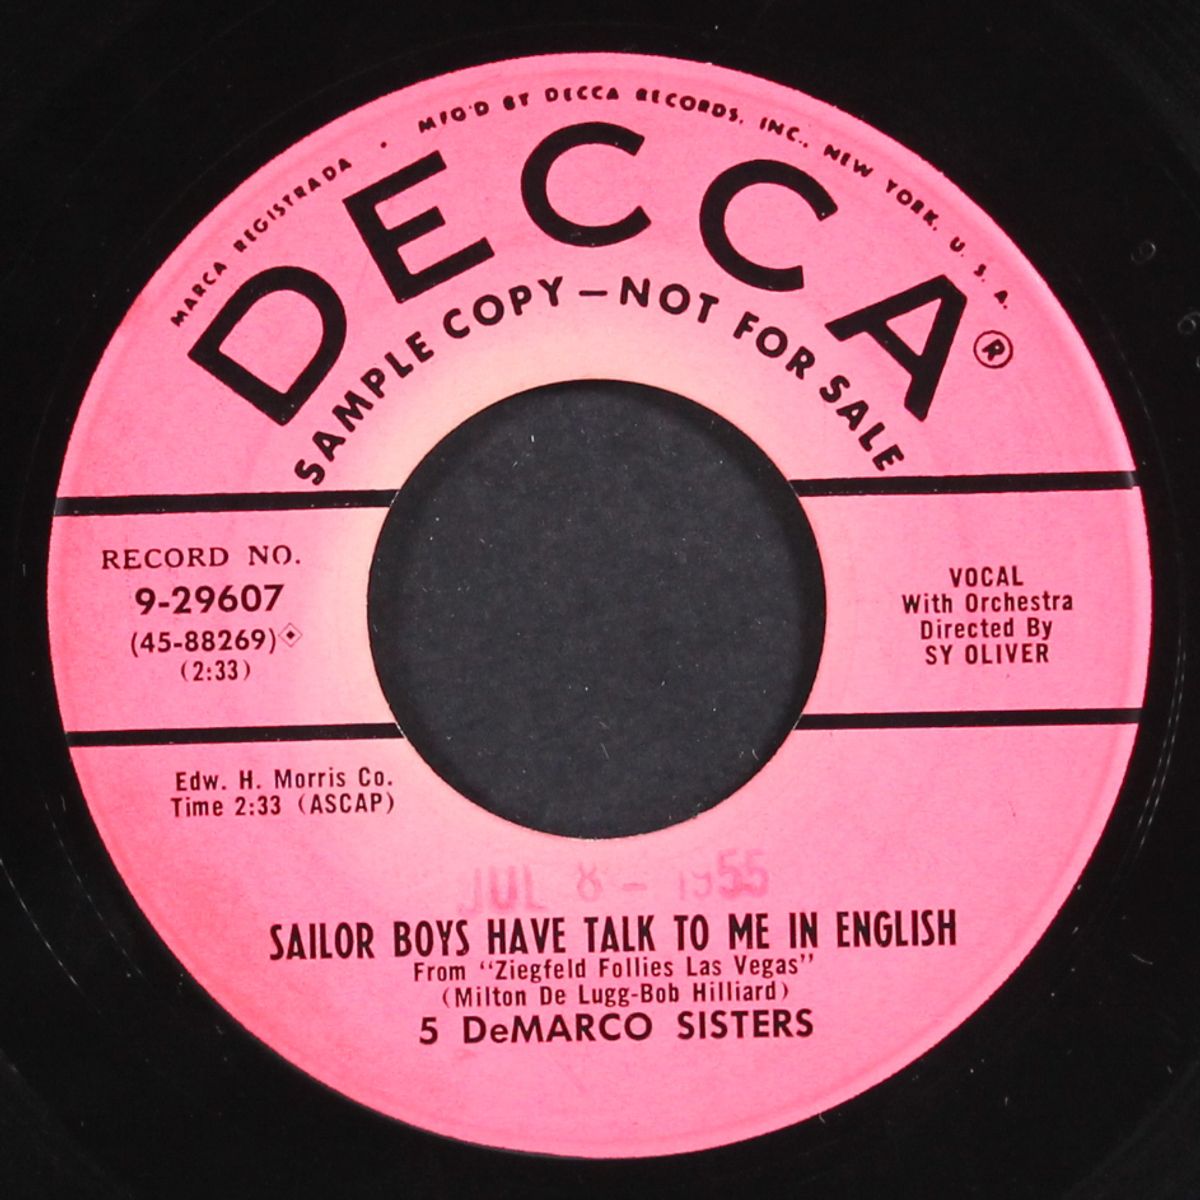 MARCA REGISTRADA • MFG'D BY DECCA RECORDS, INC., NEW YORK, U. S. A.
DECCA®
SAMPLE COPY—NOT FOR SALE
RECORD NO.
9-29607
(45-88269)
(2:33)
VOCAL
With Orchestra
Directed By
SY OLIVER
Edw. H. Morris Co.
Time 2:33 (ASCAP)
JUL 8 - 1955
SAILOR BOYS HAVE TALK TO ME IN ENGLISH
From "Ziegfeld Follies Las Vegas"
(Milton De Lugg-Bob Hilliard)
5 DeMARCO SISTERS